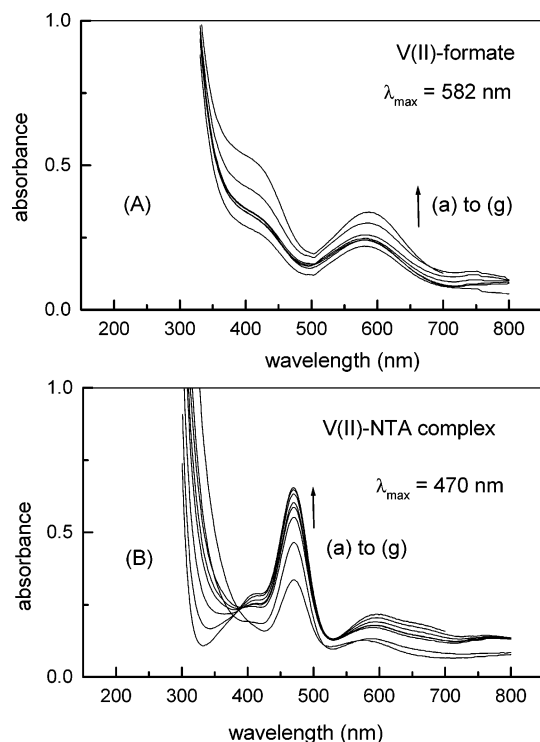 1.0
V(II)-formate
λmax = 582 nm
absorbance
0.5
(A)
(a) to (g)
0.0
200 300 400 500 600 700 800
wavelength (nm)
1.0
V(II)-NTA complex
λmax = 470 nm
absorbance
0.5
(a) to (g)
(B)
0.0
200 300 400 500 600 700 800
wavelength (nm)